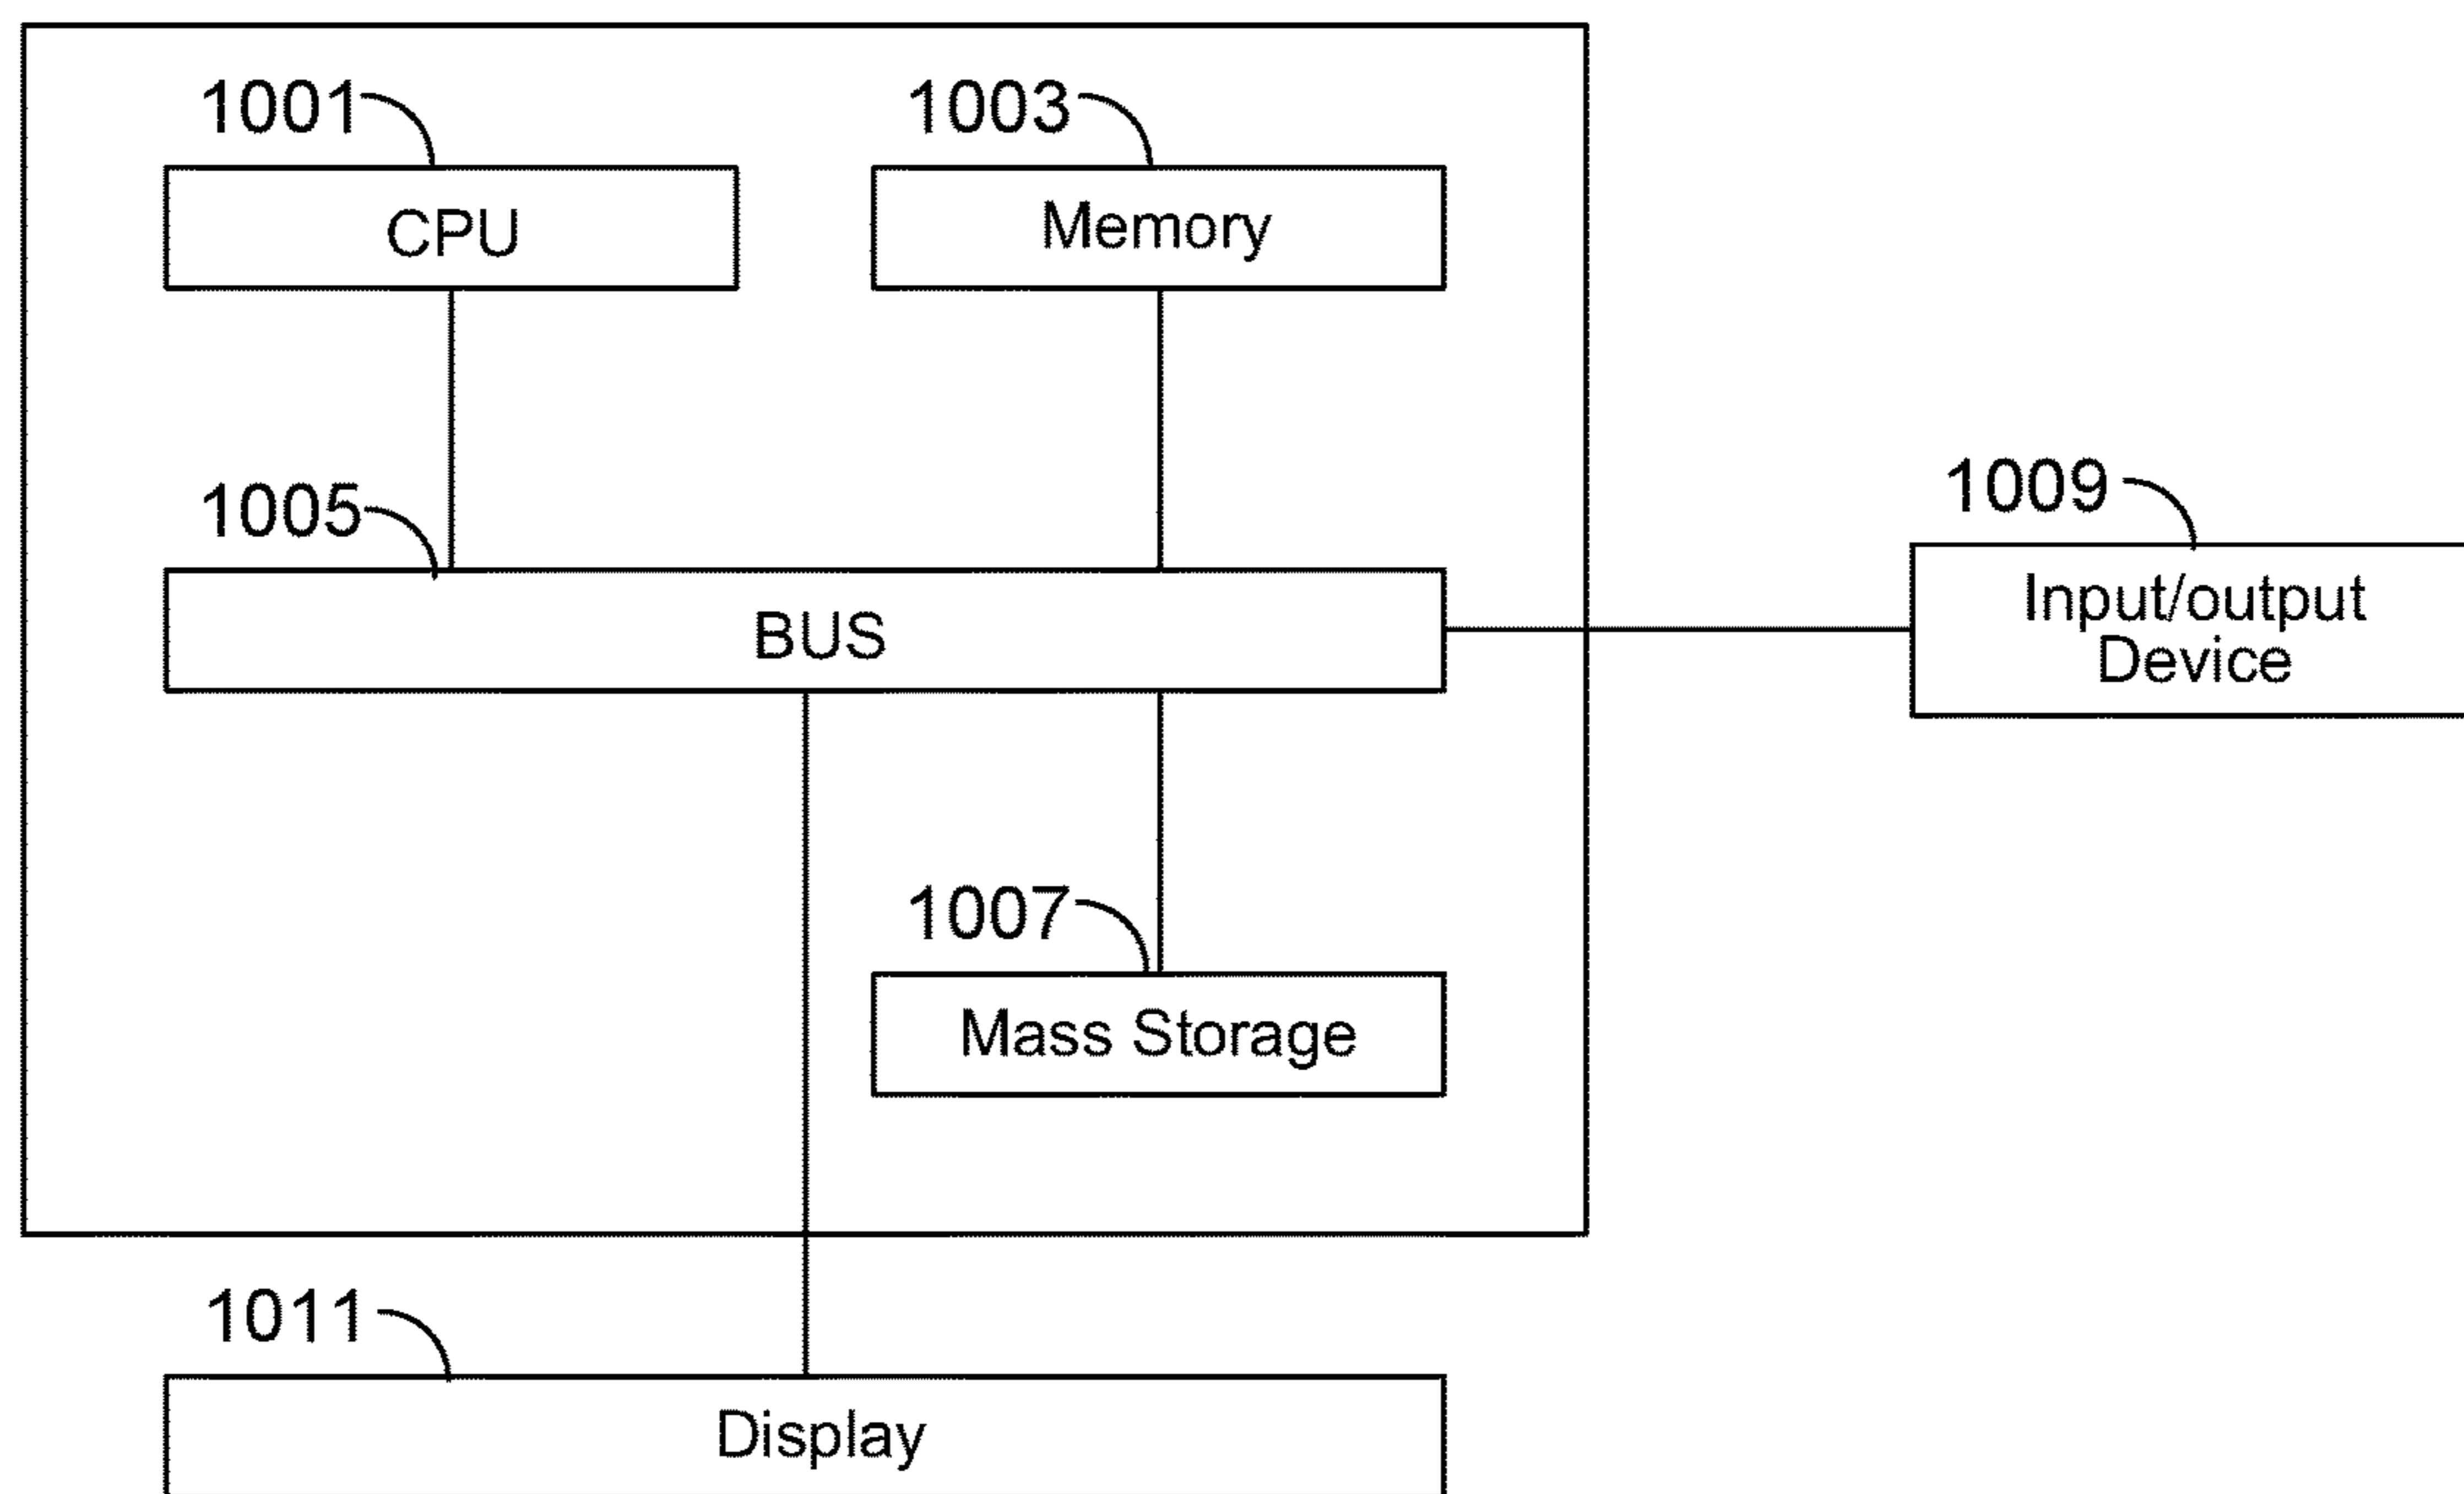 1001
CPU
1003
Memory
1005
BUS
1009
Input/output
Device
1007
Mass Storage
1011
Display